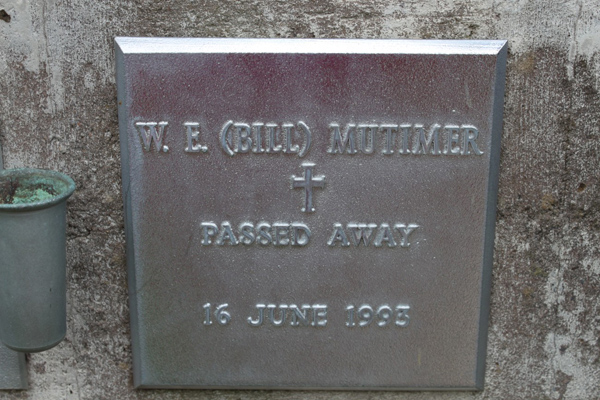 W. E. (BILL) MUTIMER
PASSED AWAY
16 JUNE 1993